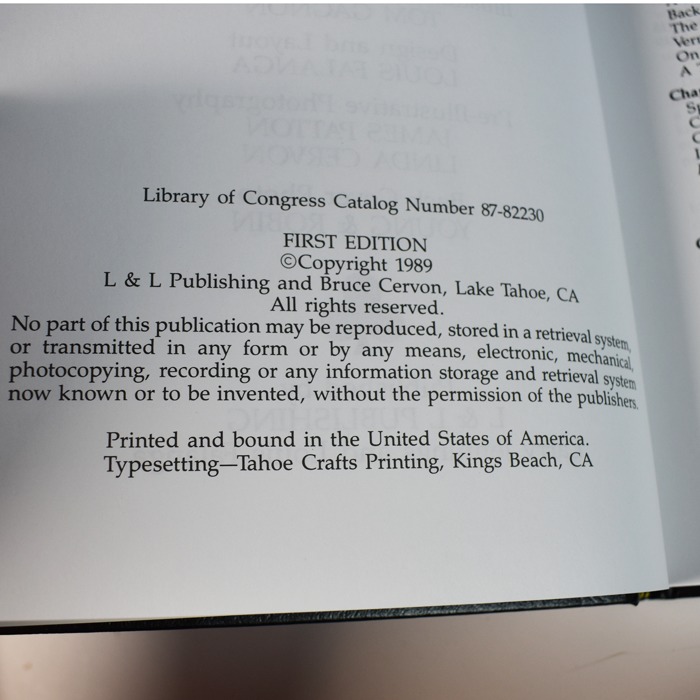 Library of Congress Catalog Number 87-82230
FIRST EDITION
©Copyright 1989
L & L Publishing and Bruce Cervon, Lake Tahoe, CA
All rights reserved.
No part of this publication may be reproduced, stored in a retrieval system,
or transmitted in any form or by any means, electronic, mechanical,
photocopying, recording or any information storage and retrieval system
now known or to be invented, without the permission of the publishers.
Printed and bound in the United States of America.
Typesetting—Tahoe Crafts Printing, Kings Beach, CA
Back
The
On
A